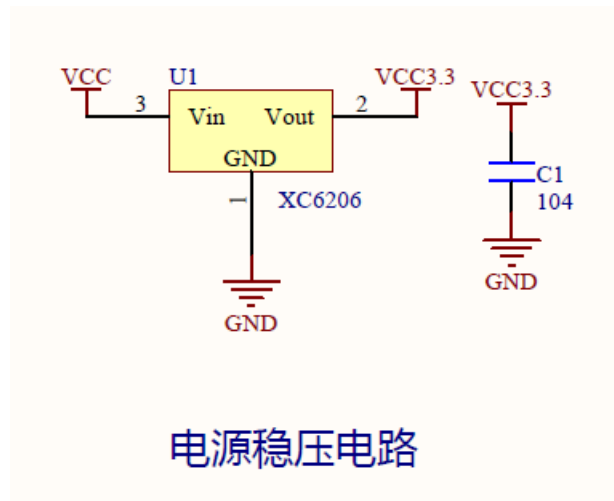 VCC
U1
VCC3.3
3
Vin
Vout
2
GND
1
XC6206
GND
VCC3.3
C1
104
GND
电源稳压电路